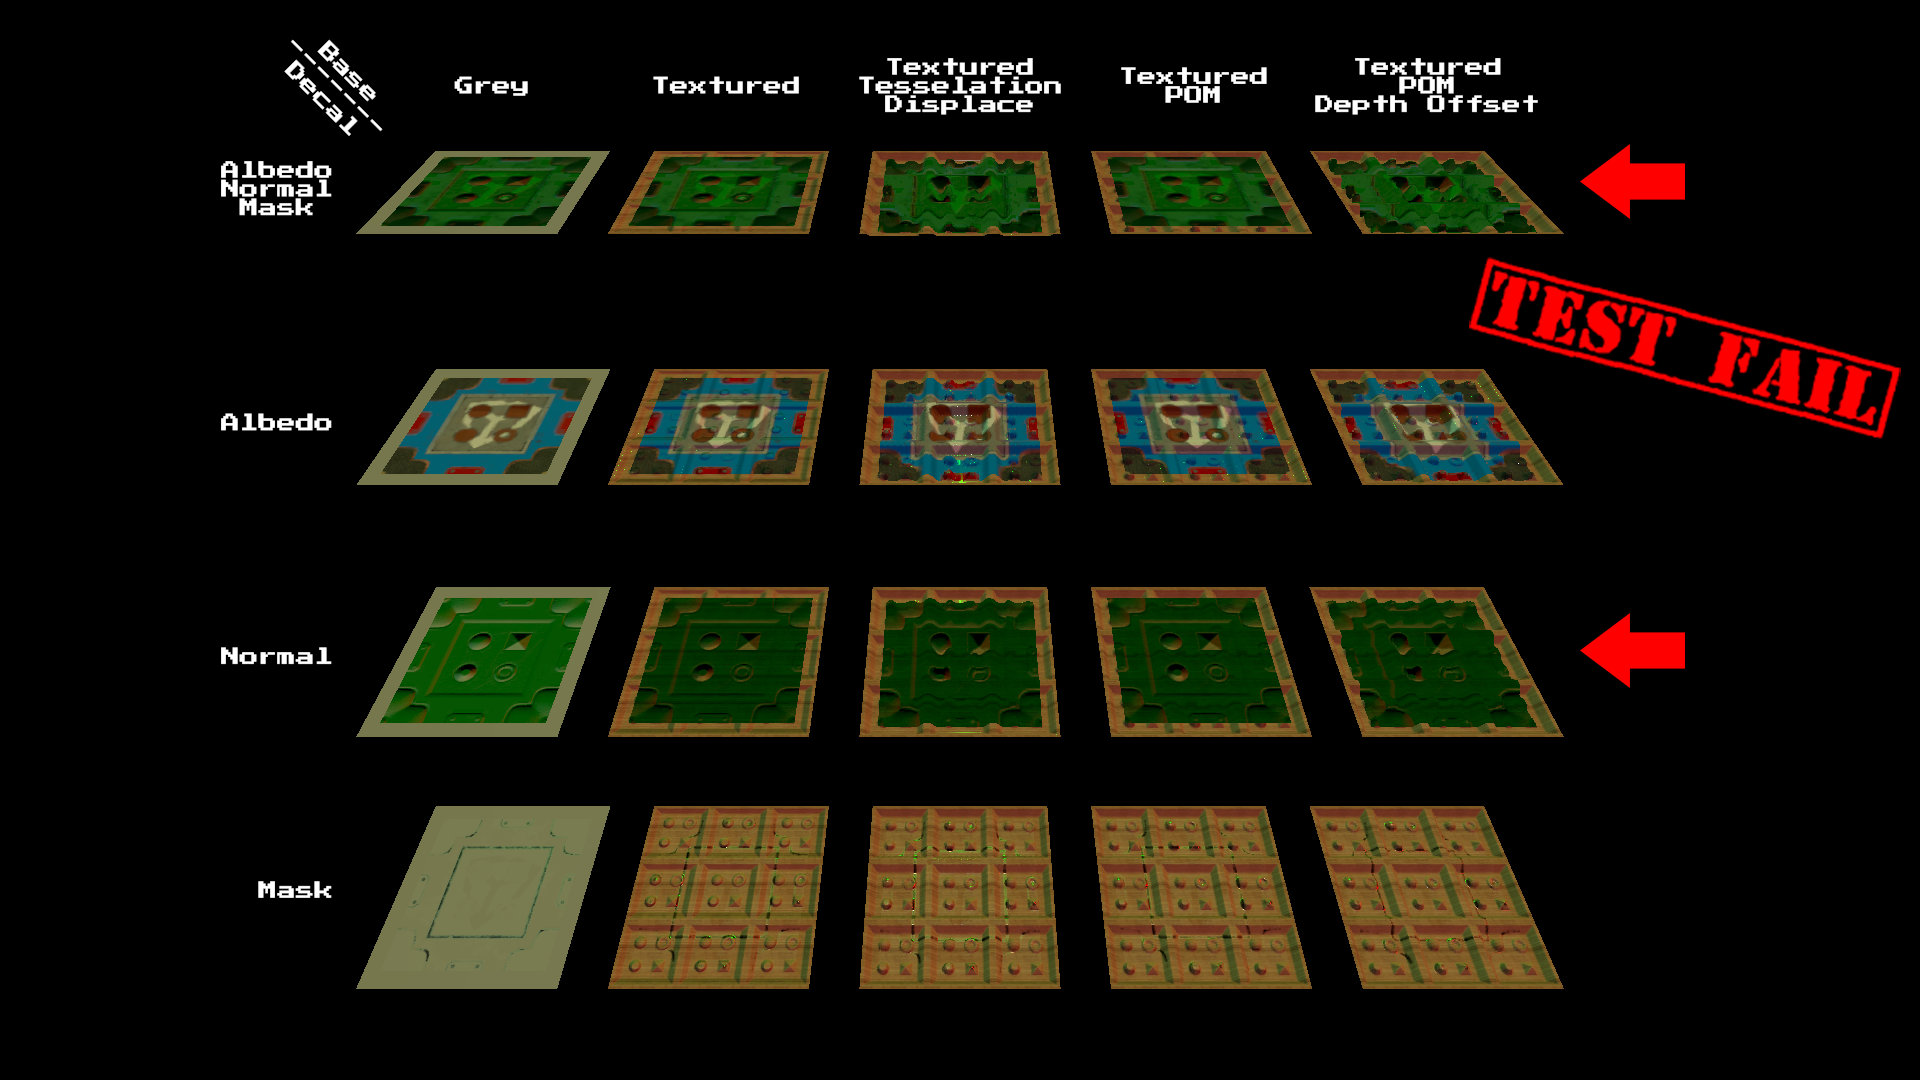 Base
------
Decal
Grey
Textured
Textured
Tesselation
Displace
Textured
POM
Textured
POM
Depth Offset
Albedo
Normal
Mask
TEST FAIL
Albedo
Normal
Mask